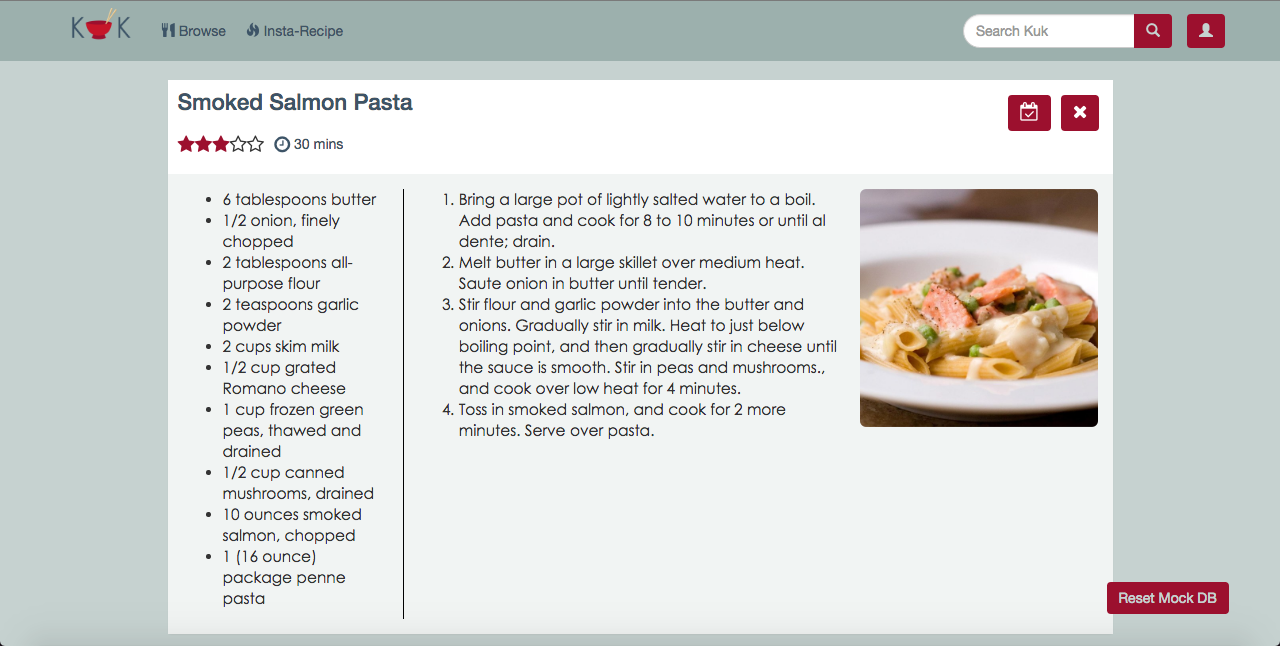 KUK
Browse
Insta-Recipe
Search Kuk
Smoked Salmon Pasta
30 mins
6 tablespoons butter
1/2 onion, finely
chopped
2 tablespoons all-
purpose flour
2 teaspoons garlic
powder
2 cups skim milk
1/2 cup grated
Romano cheese
1 cup frozen green
peas, thawed and
drained
1/2 cup canned
mushrooms, drained
10 ounces smoked
salmon, chopped
1 (16 ounce)
package penne
pasta
1. Bring a large pot of lightly salted water to a boil.
Add pasta and cook for 8 to 10 minutes or until al
dente; drain.
2. Melt butter in a large skillet over medium heat.
Saute onion in butter until tender.
3. Stir flour and garlic powder into the butter and
onions. Gradually stir in milk. Heat to just below
boiling point, and then gradually stir in cheese until
the sauce is smooth. Stir in peas and mushrooms.,
and cook over low heat for 4 minutes.
4. Toss in smoked salmon, and cook for 2 more
minutes. Serve over pasta.
Reset Mock DB